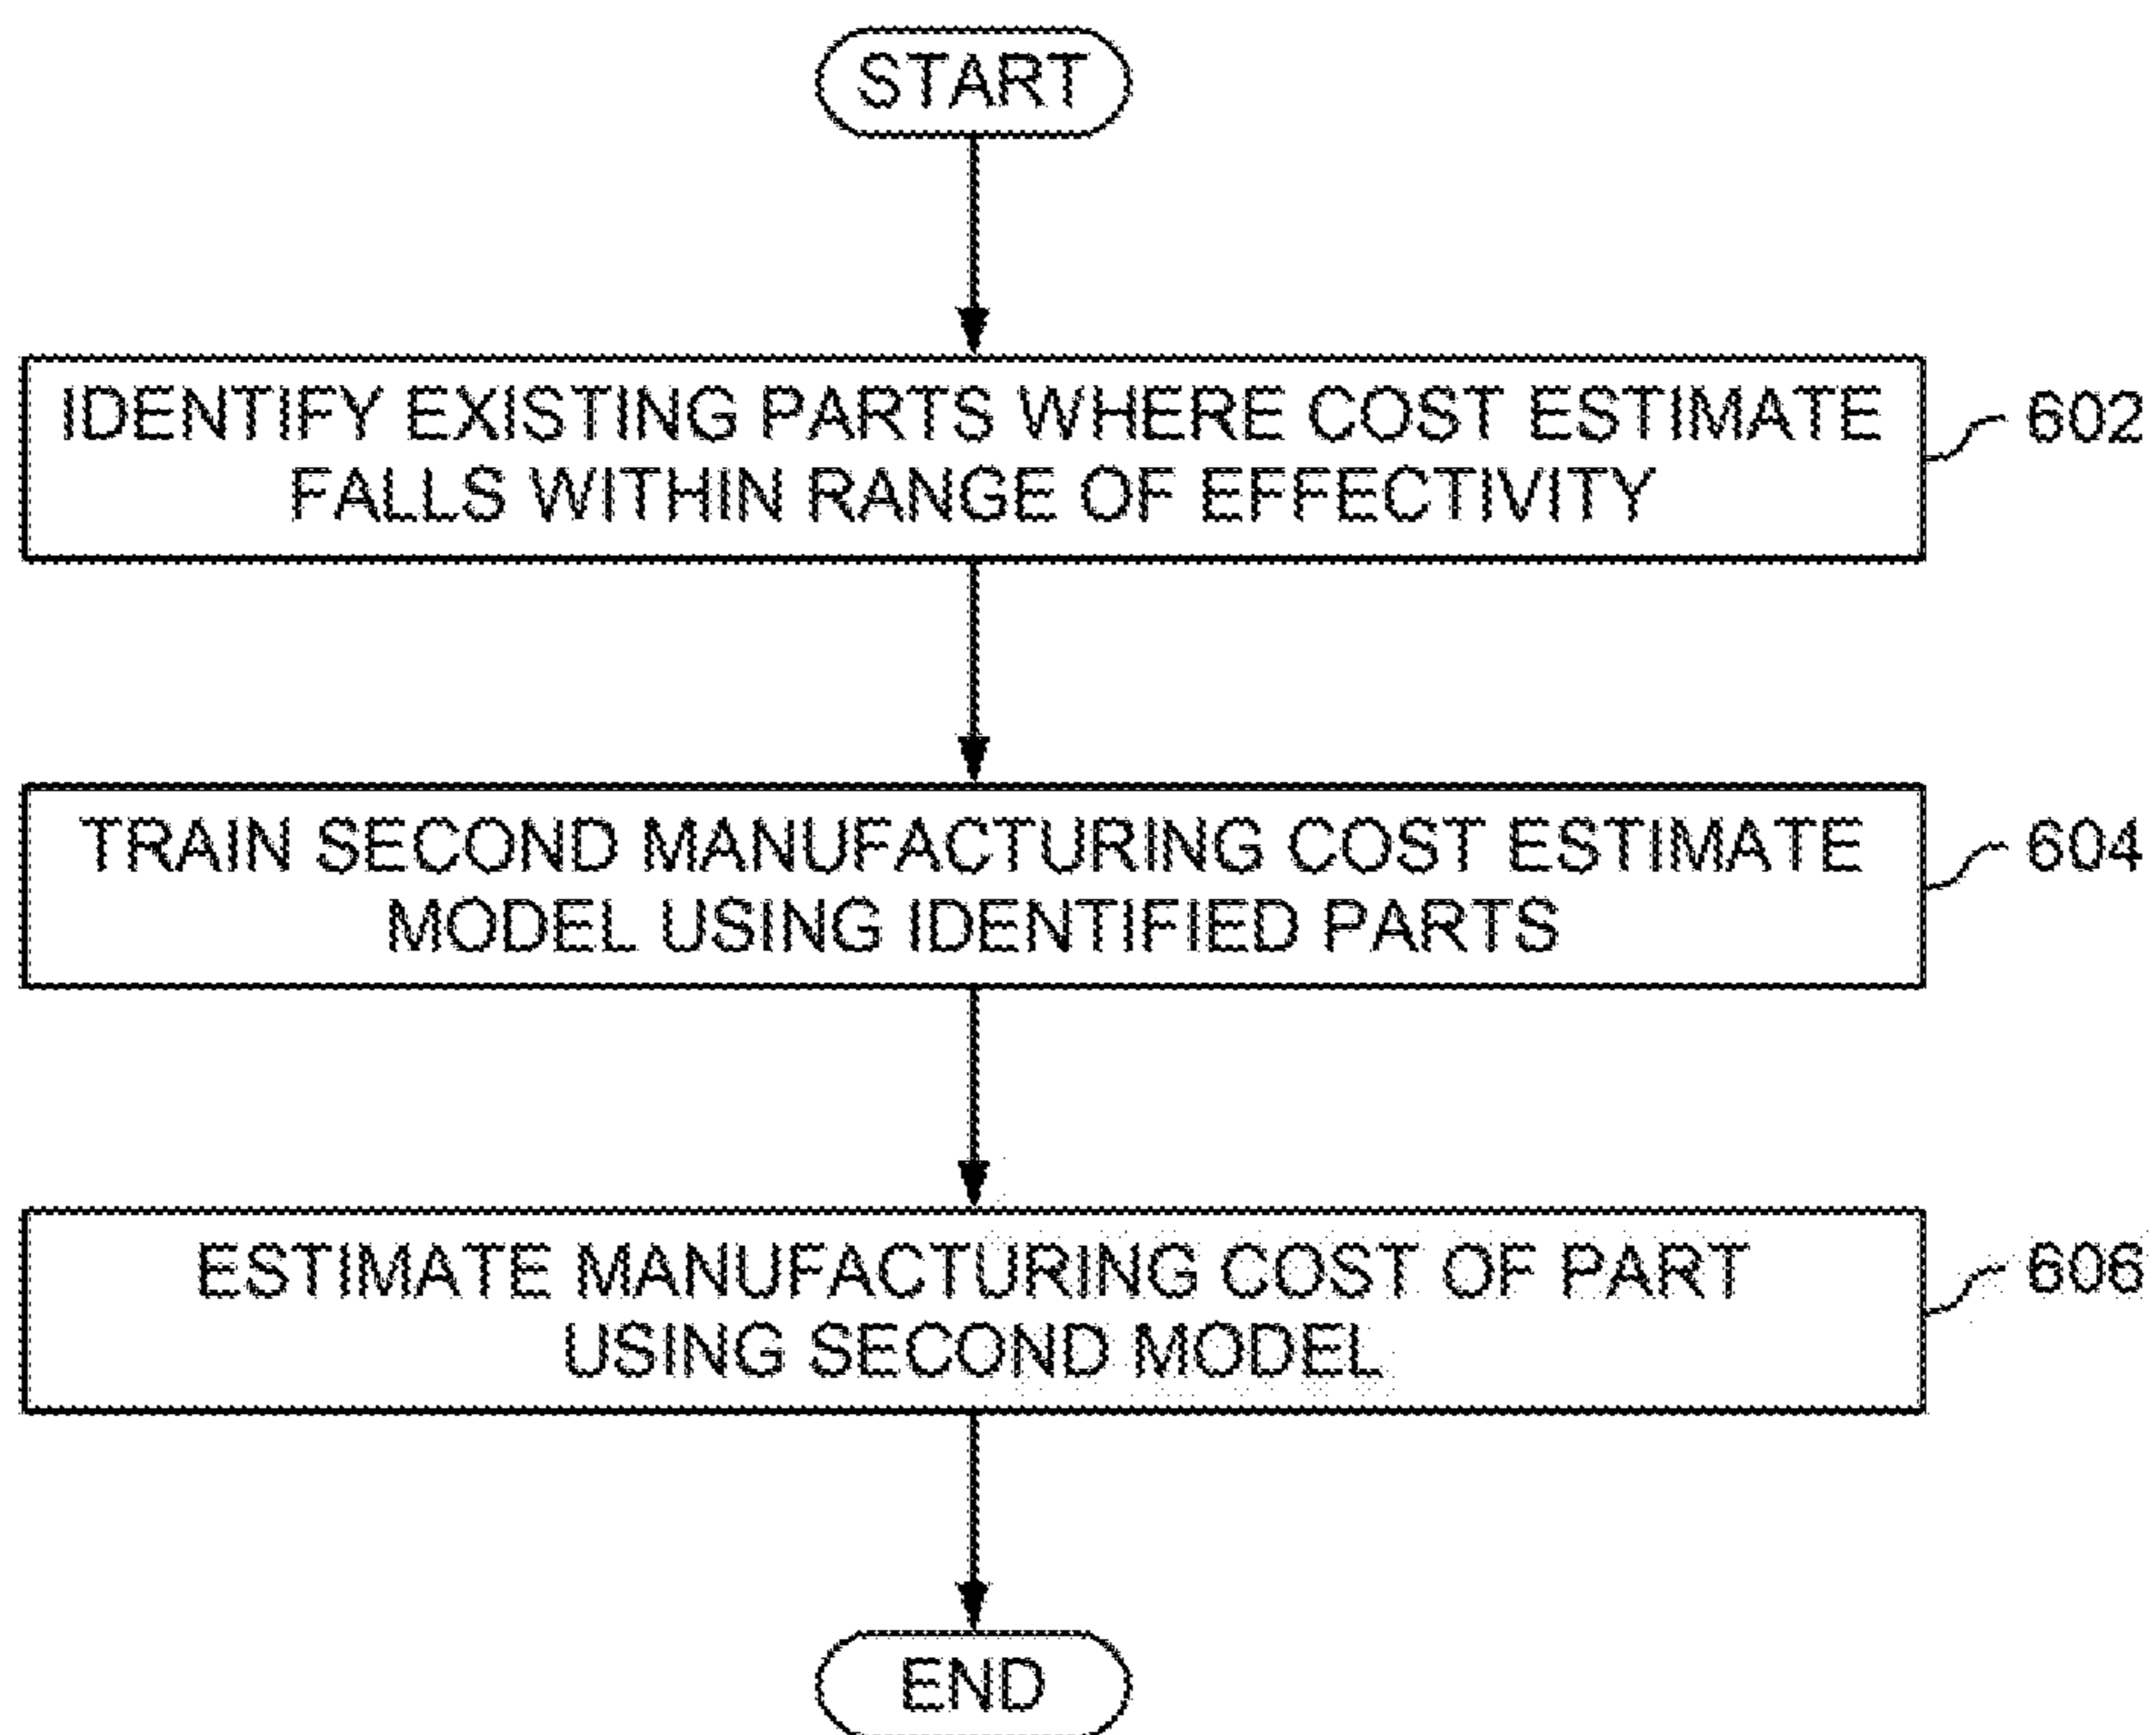 START
IDENTIFY EXISTING PARTS WHERE COST ESTIMATE
FALLS WITHIN RANGE OF EFFECTIVITY
602
TRAIN SECOND MANUFACTURING COST ESTIMATE
MODEL USING IDENTIFIED PARTS
604
ESTIMATE MANUFACTURING COST OF PART
USING SECOND MODEL
606
END